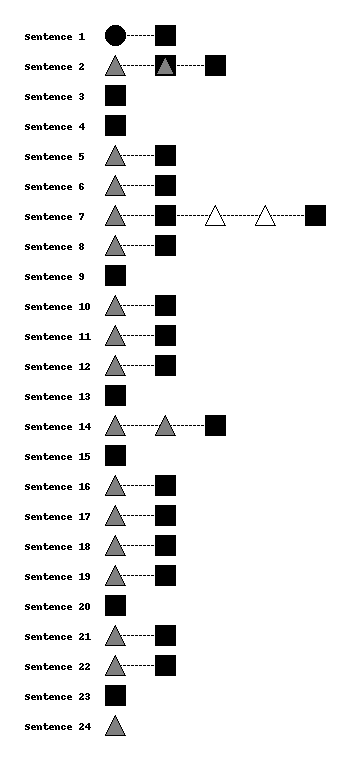 Sentence 1
Sentence 2
Sentence 3
Sentence 4
Sentence 5
Sentence 6
Sentence 7
Sentence 8
Sentence 9
Sentence 10
Sentence 11
Sentence 12
Sentence 13
Sentence 14
Sentence 15
Sentence 16
Sentence 17
Sentence 18
Sentence 19
Sentence 20
Sentence 21
Sentence 22
Sentence 23
Sentence 24